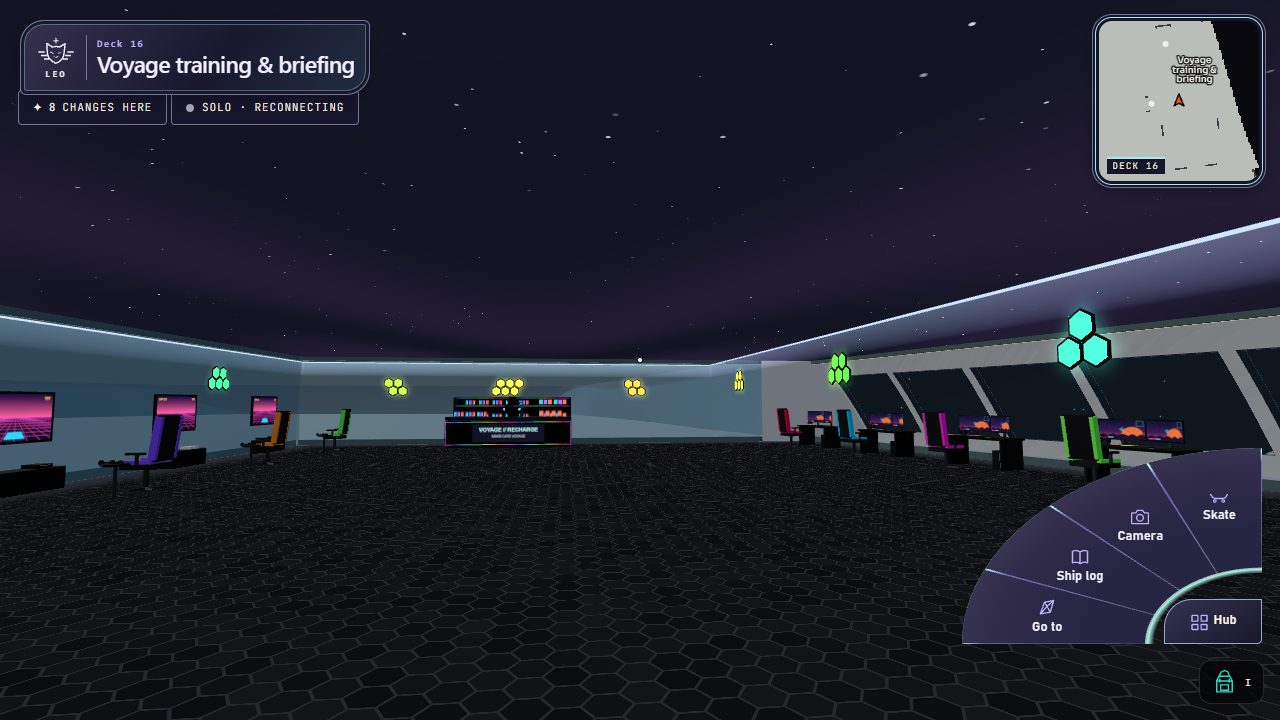 LEO
Deck 16
Voyage training & briefing
8 CHANGES HERE
SOLO · RECONNECTING
Voyage
training &
briefing
DECK 16
VOYAGE // RECHARGE
Skate
Camera
Ship log
Go to
Hub
I